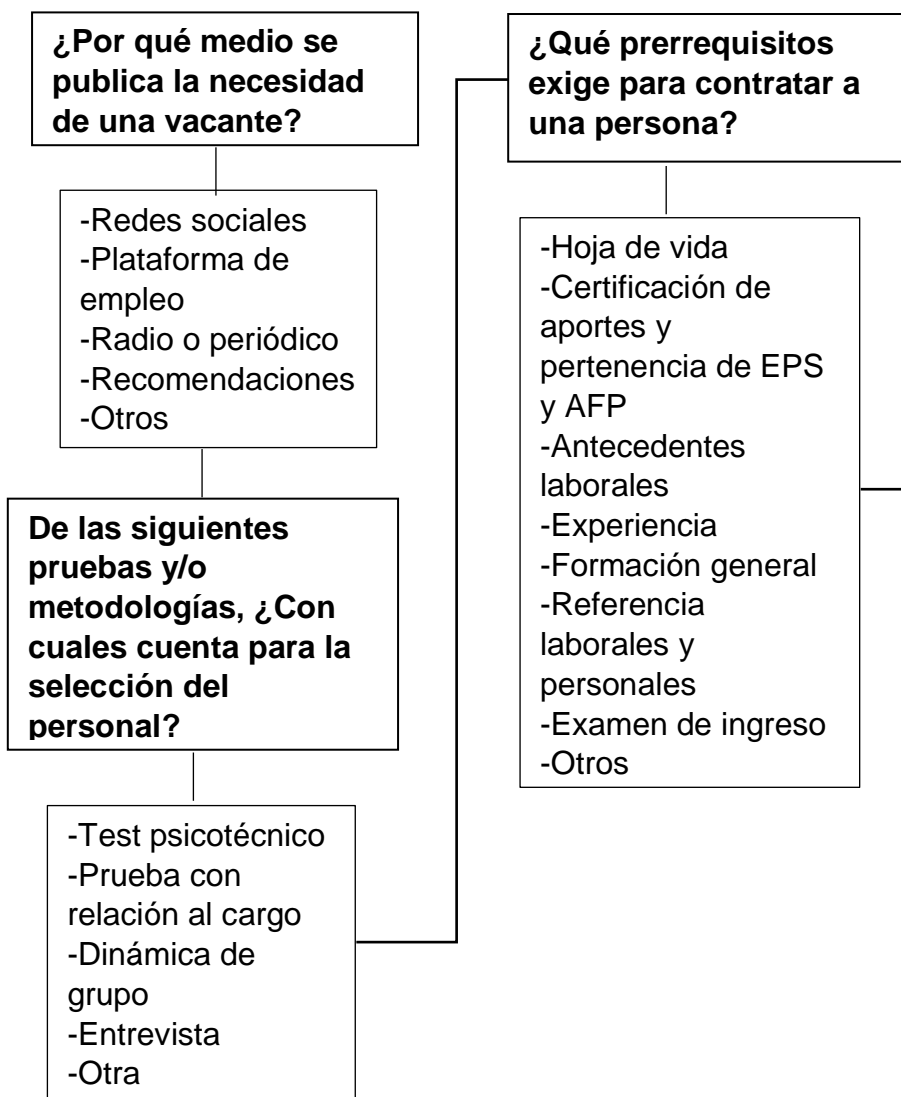 ¿Por qué medio se
publica la necesidad
de una vacante?
-Redes sociales
-Plataforma de
empleo
-Radio o periódico
-Recomendaciones
-Otros
De las siguientes
pruebas y/o
metodologías, ¿Con
cuales cuenta para la
selección del
personal?
-Test psicotécnico
-Prueba con
relación al cargo
-Dinámica de
grupo
-Entrevista
-Otra
¿Qué prerrequisitos
exige para contratar a
una persona?
-Hoja de vida
-Certificación de
aportes y
pertenencia de EPS
y AFP
-Antecedentes
laborales
-Experiencia
-Formación general
-Referencia
laborales y
personales
-Examen de ingreso
-Otros